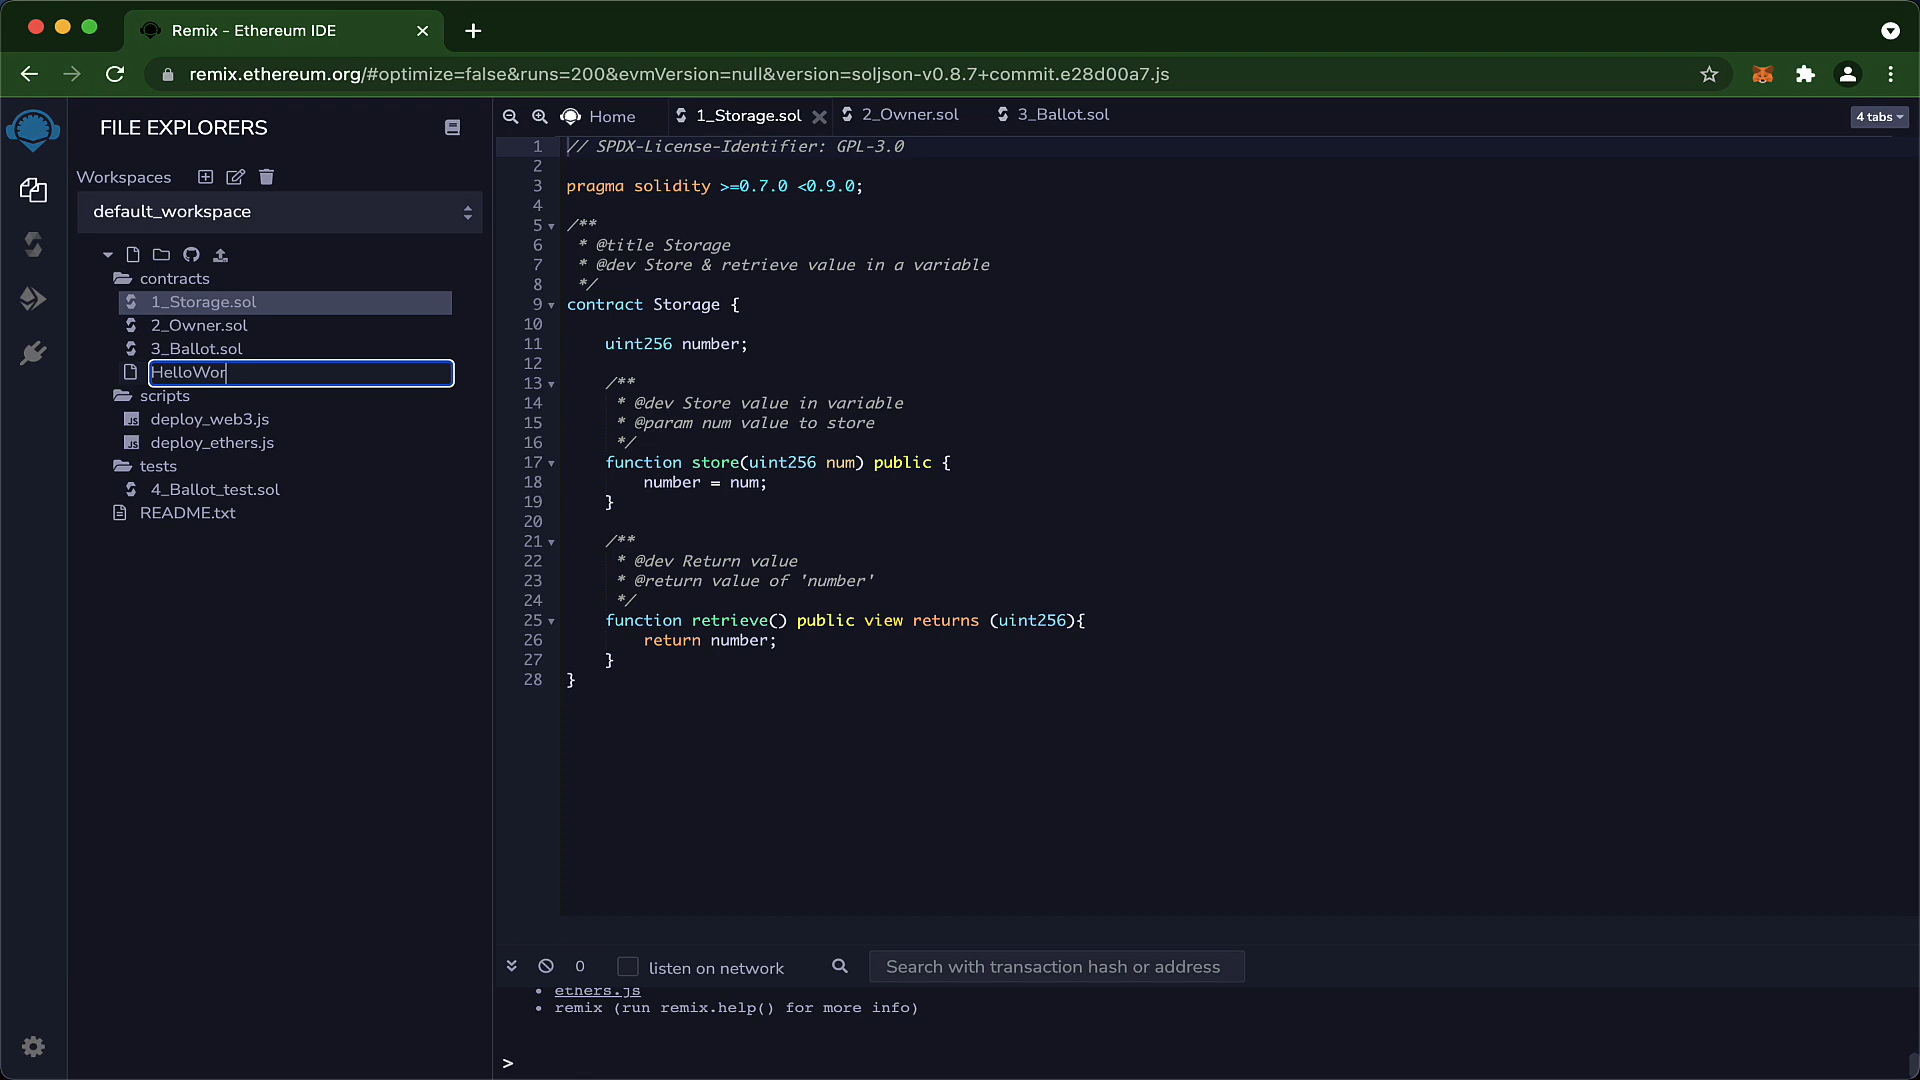 Remix - Ethereum IDE
remix.ethereum.org/#optimize=false&runs=200&evmVersion=null&version=soljson-v0.8.7+commit.e28d00a7.js
FILE EXPLORERS
Workspaces
default_workspace
contracts
1_Storage.sol
2_Owner.sol
3_Ballot.sol
HelloWor
scripts
JS deploy_web3.js
JS deploy_ethers.js
tests
4_Ballot_test.sol
README.txt
Home 1_Storage.sol 2_Owner.sol 3_Ballot.sol 4 tabs
1 // SPDX-License-Identifier: GPL-3.0
2
3 pragma solidity >=0.7.0 <0.9.0;
4
5 /**
6 * @title Storage
7 * @dev Store & retrieve value in a variable
8 */
9 contract Storage {
10
11 uint256 number;
12
13 /**
14 * @dev Store value in variable
15 * @param num value to store
16 */
17 function store(uint256 num) public {
18 number = num;
19 }
20
21 /**
22 * @dev Return value
23 * @return value of 'number'
24 */
25 function retrieve() public view returns (uint256){
26 return number;
27 }
28 }
0 listen on network Search with transaction hash or address
• ethers.js
• remix (run remix.help() for more info)
>